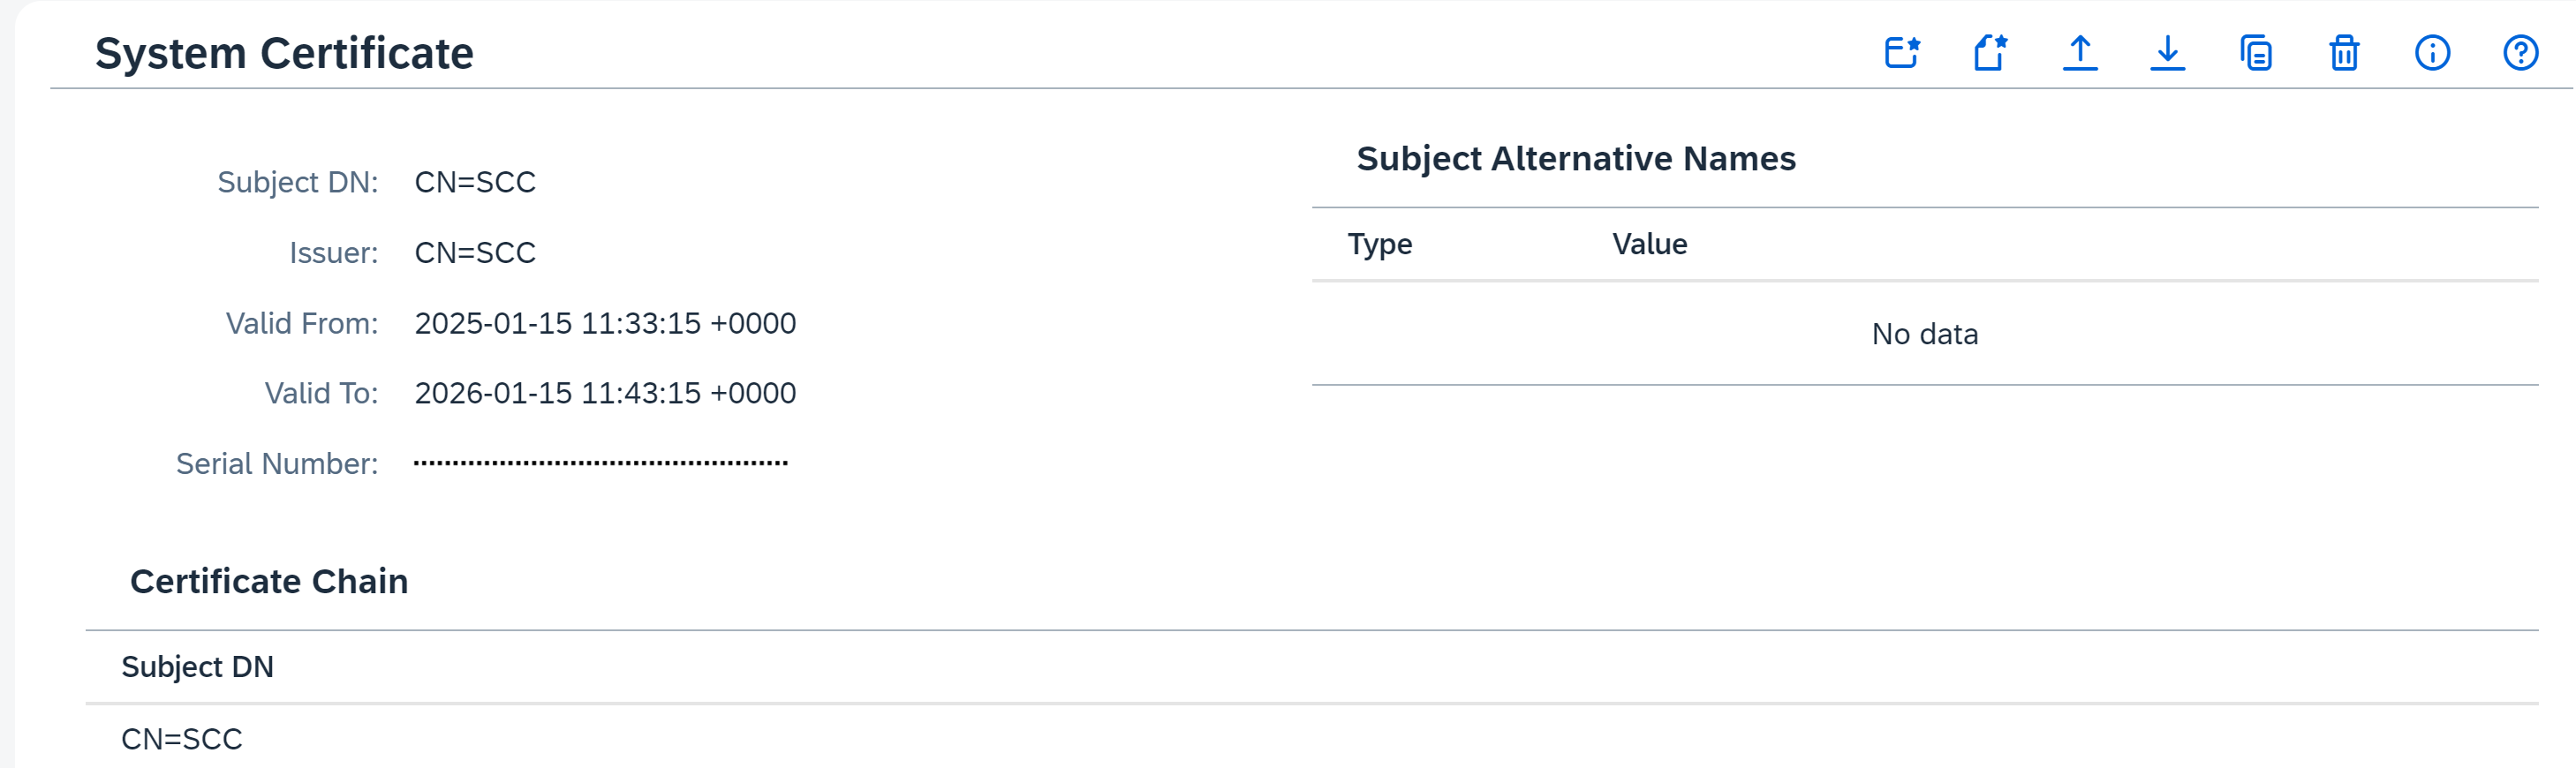 System Certificate
Subject DN: CN=SCC
Issuer: CN=SCC
Valid From: 2025-01-15 11:33:15 +0000
Valid To: 2026-01-15 11:43:15 +0000
Serial Number:
Subject Alternative Names
Type Value
No data
Certificate Chain
Subject DN
CN=SCC